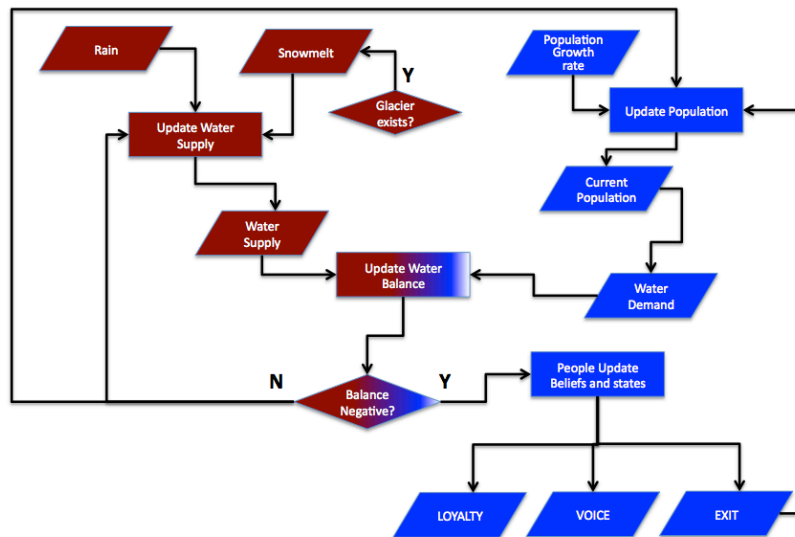 Rain
Snowmelt
Population
Growth
rate
Y
Glacier
exists?
Update Water
Supply
Update Population
Current
Population
Water
Supply
Update Water
Balance
Water
Demand
N
Y
Balance
Negative?
People Update
Beliefs and states
LOYALTY
VOICE
EXIT